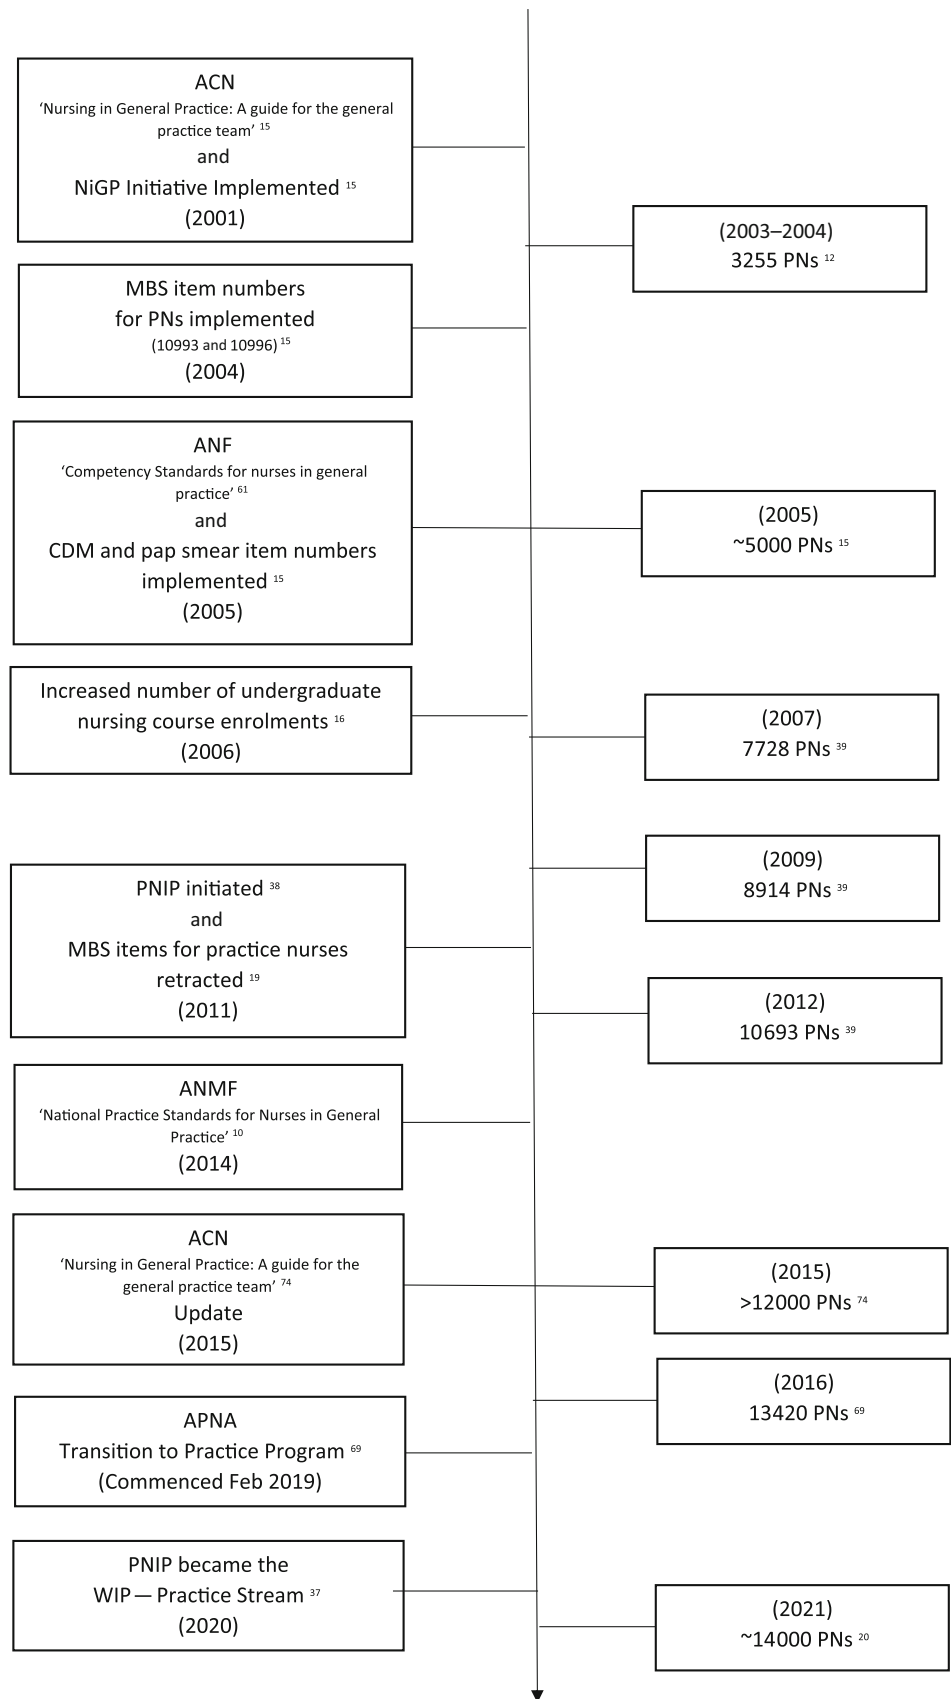 ACN
‘Nursing in General Practice: A guide for the general
practice team’ 15
and
NiGP Initiative Implemented 15
(2001)
(2003–2004)
3255 PNs 12
MBS item numbers
for PNs implemented
(10993 and 10996) 15
(2004)
ANF
‘Competency Standards for nurses in general
practice’ 61
and
CDM and pap smear item numbers
implemented 15
(2005)
(2005)
~5000 PNs 15
Increased number of undergraduate
nursing course enrolments 16
(2006)
(2007)
7728 PNs 39
(2009)
8914 PNs 39
PNIP initiated 38
and
MBS items for practice nurses
retracted 19
(2011)
(2012)
10693 PNs 39
ANMF
‘National Practice Standards for Nurses in General
Practice’ 10
(2014)
ACN
‘Nursing in General Practice: A guide for the
general practice team’ 74
Update
(2015)
(2015)
>12000 PNs 74
(2016)
13420 PNs 69
APNA
Transition to Practice Program 69
(Commenced Feb 2019)
PNIP became the
WIP — Practice Stream 37
(2020)
(2021)
~14000 PNs 20